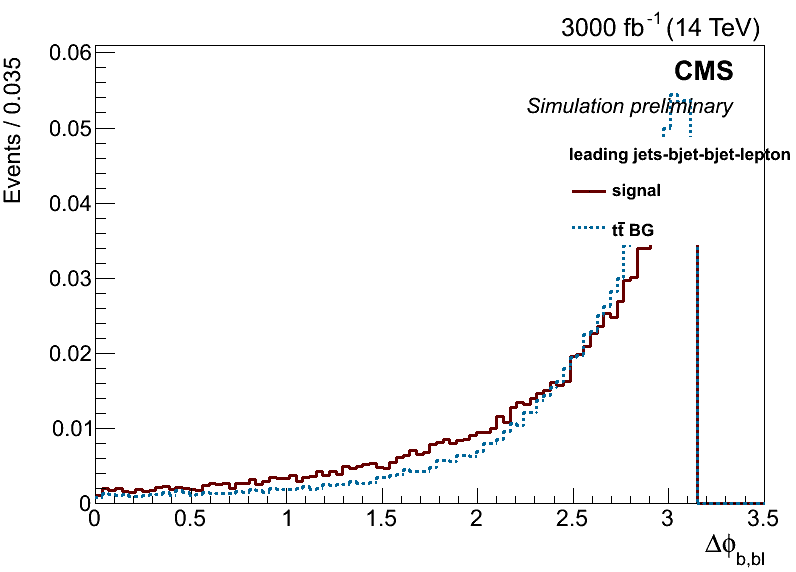 3000 fb⁻¹ (14 TeV)
CMS
Simulation preliminary
leading jets-bjet-bjet-lepton
signal
tt̄ BG
Events / 0.035
0.06
0.05
0.04
0.03
0.02
0.01
0
0 0.5 1 1.5 2 2.5 3 3.5
Δϕb,bl